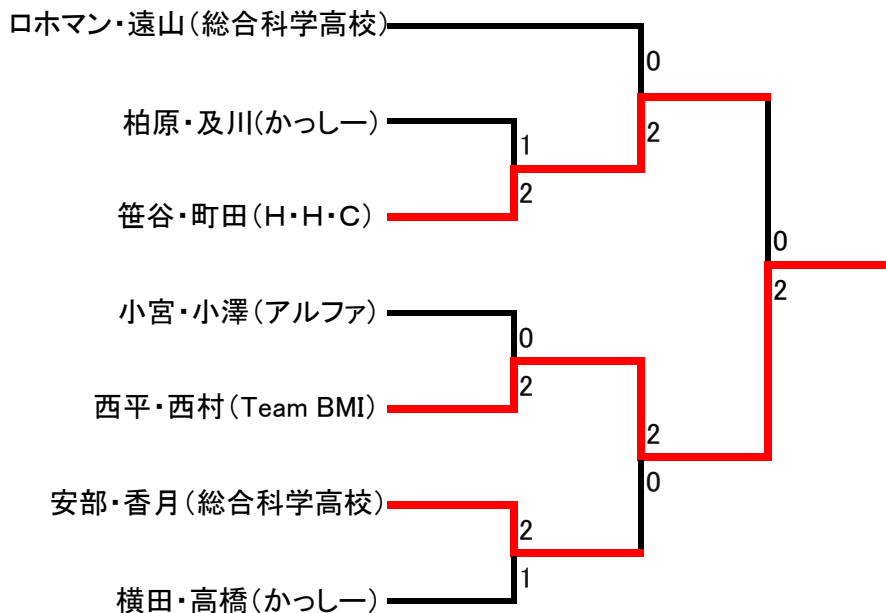 ロホマン・遠山(総合科学高校)
0
柏原・及川(かっしー)
1
2
2
笹谷・町田(H・H・C)
0
2
小宮・小澤(アルファ)
0
2
西平・西村(Team BMI)
2
0
安部・香月(総合科学高校)
2
1
横田・高橋(かっしー)